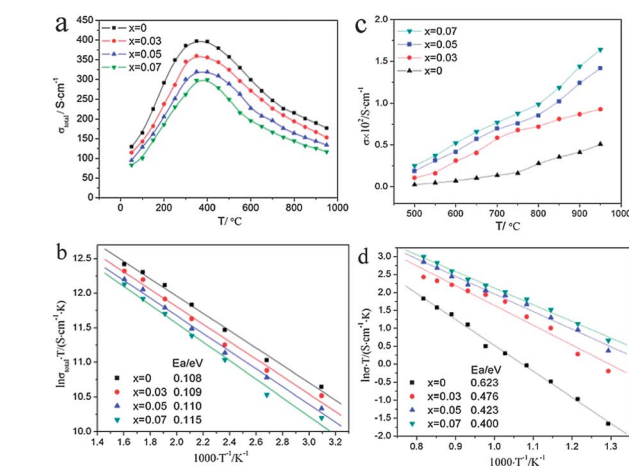 a
x=0
x=0.03
x=0.05
x=0.07
450
400
350
300
250
200
150
100
50
0
σtotal / S·cm⁻¹
0 200 400 600 800 1000
T/ °C
c
x=0.07
x=0.05
x=0.03
x=0
2.0
1.5
1.0
0.5
0.0
500 600 700 800 900 1000
T/ °C
b
12.5
12.0
11.5
11.0
10.5
10.0
lnσtotal·T/(S·cm⁻¹·K)
Ea/eV
x=0 0.108
x=0.03 0.109
x=0.05 0.110
x=0.07 0.115
1.4 1.6 1.8 2.0 2.2 2.4 2.6 2.8 3.0 3.2
1000·T⁻¹/K⁻¹
d
3.0
2.5
2.0
1.5
1.0
0.5
0.0
-0.5
-1.0
-1.5
-2.0
lnσ·T/(S·cm⁻¹·K)
Ea/eV
x=0 0.623
x=0.03 0.476
x=0.05 0.423
x=0.07 0.400
0.8 0.9 1.0 1.1 1.2 1.3
1000·T⁻¹/K⁻¹